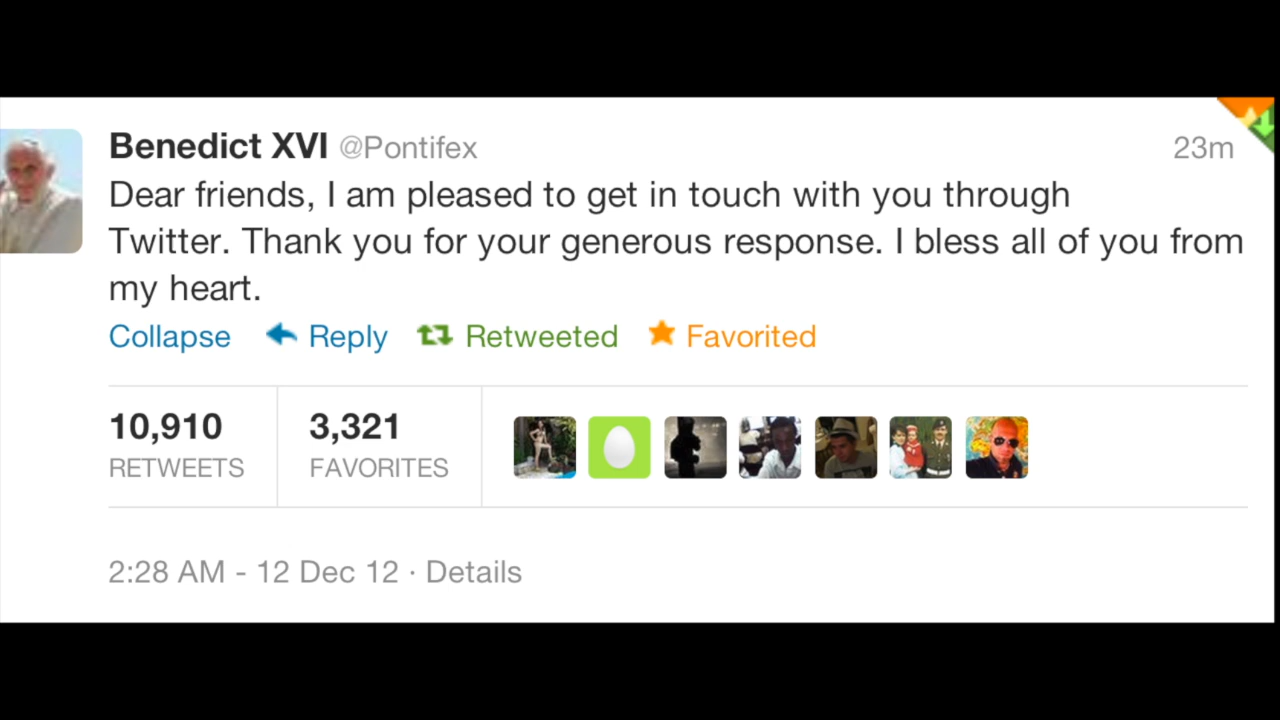 Benedict XVI @Pontifex 23m
Dear friends, I am pleased to get in touch with you through
Twitter. Thank you for your generous response. I bless all of you from
my heart.
Collapse Reply Retweeted Favorited
10,910 3,321
RETWEETS FAVORITES
2:28 AM - 12 Dec 12 · Details